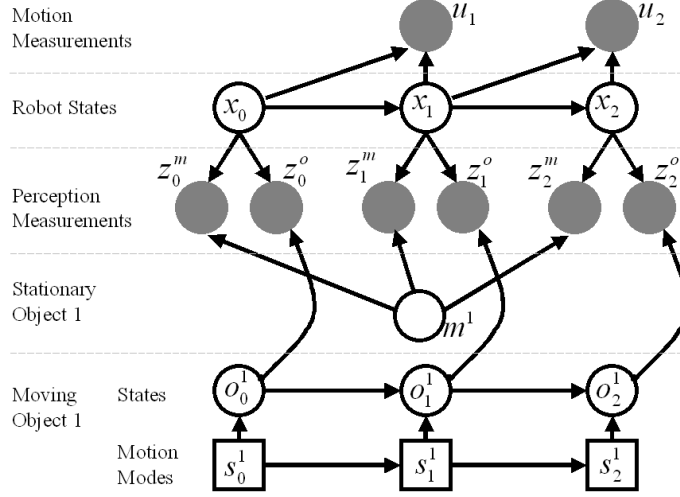 Motion
Measurements
u₁
u₂
Robot States
x₀
x₁
x₂
z₀ᵐ
z₀ᵒ
z₁ᵐ
z₁ᵒ
z₂ᵐ
z₂ᵒ
Perception
Measurements
Stationary
Object 1
m¹
Moving
Object 1
States
o₀¹
o₁¹
o₂¹
Motion
Modes
s₀¹
s₁¹
s₂¹